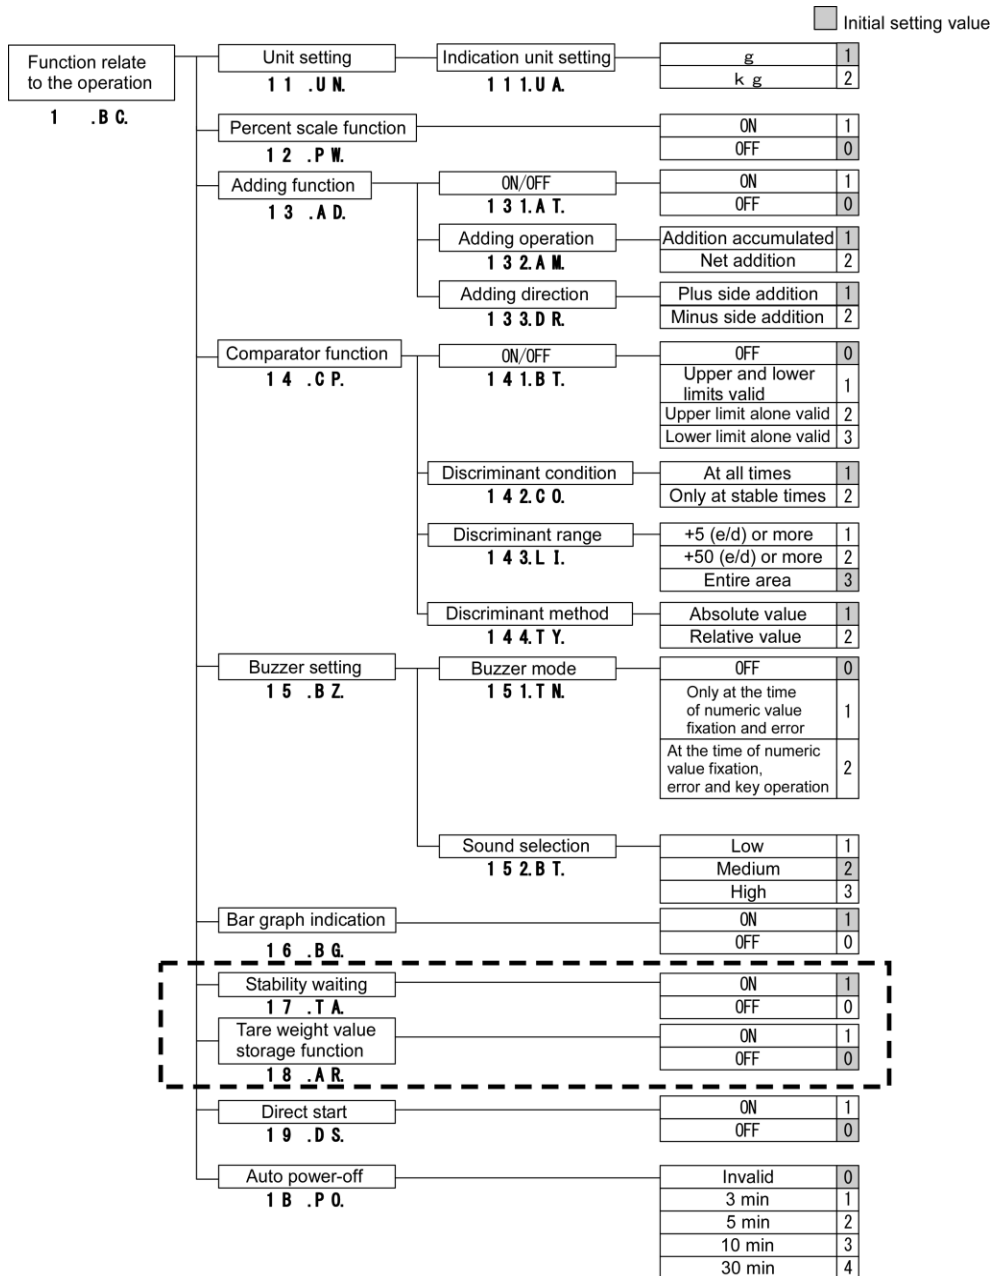 Initial setting value
Function relate
to the operation
1 .B C.
Unit setting
1 1 .U N.
Indication unit setting
1 1 1.U A.
g 1
k g 2
Percent scale function
1 2 .P W.
ON 1
OFF 0
Adding function
1 3 .A D.
ON/OFF
1 3 1.A T.
ON 1
OFF 0
Adding operation
1 3 2.A M.
Addition accumulated 1
Net addition 2
Adding direction
1 3 3.D R.
Plus side addition 1
Minus side addition 2
Comparator function
1 4 .C P.
ON/OFF
1 4 1.B T.
OFF 0
Upper and lower
limits valid 1
Upper limit alone valid 2
Lower limit alone valid 3
Discriminant condition
1 4 2.C O.
At all times 1
Only at stable times 2
Discriminant range
1 4 3.L I.
+5 (e/d) or more 1
+50 (e/d) or more 2
Entire area 3
Discriminant method
1 4 4.T Y.
Absolute value 1
Relative value 2
Buzzer setting
1 5 .B Z.
Buzzer mode
1 5 1.T N.
OFF 0
Only at the time
of numeric value 1
fixation and error
At the time of numeric
value fixation, 2
error and key operation
Sound selection
1 5 2.B T.
Low 1
Medium 2
High 3
Bar graph indication
1 6 .B G.
ON 1
OFF 0
Stability waiting
1 7 .T A.
ON 1
OFF 0
Tare weight value
storage function
1 8 .A R.
ON 1
OFF 0
Direct start
1 9 .D S.
ON 1
OFF 0
Auto power-off
1 B .P O.
Invalid 0
3 min 1
5 min 2
10 min 3
30 min 4